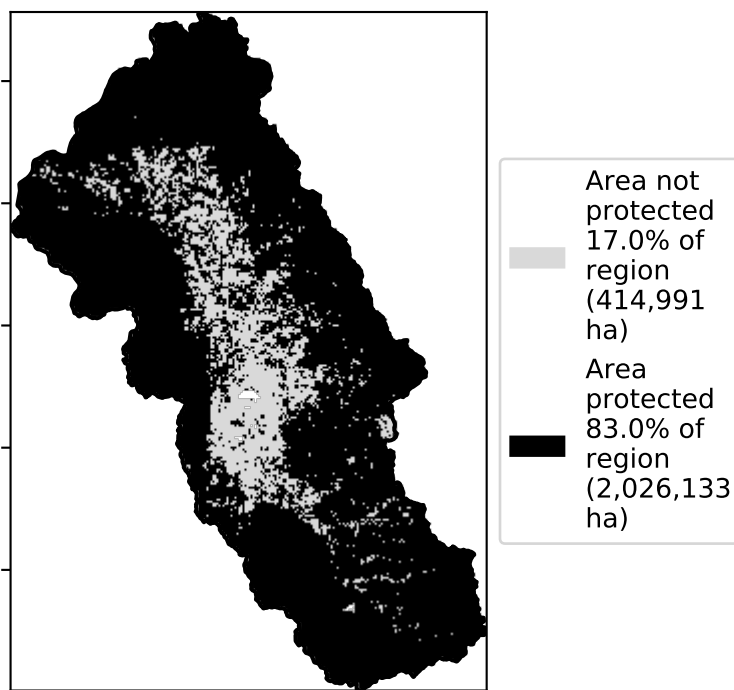 Area not
protected
17.0% of
region
(414,991
ha)
Area
protected
83.0% of
region
(2,026,133
ha)